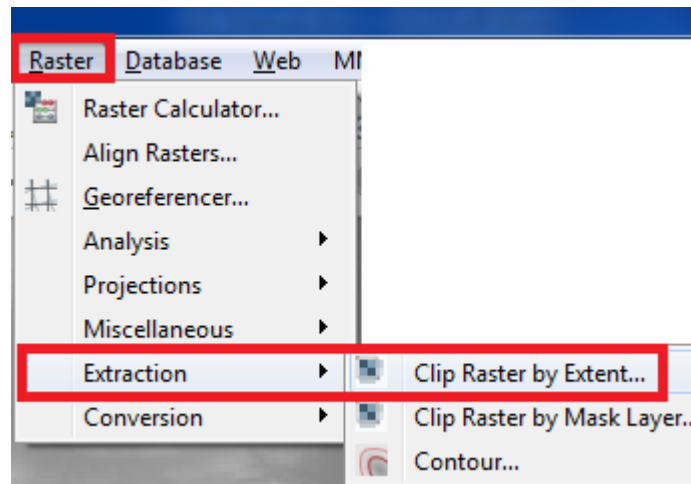 Raster Database Web MM
Raster Calculator...
Align Rasters...
Georeferencer...
Analysis
Projections
Miscellaneous
Extraction
Clip Raster by Extent...
Conversion
Clip Raster by Mask Layer..
Contour...